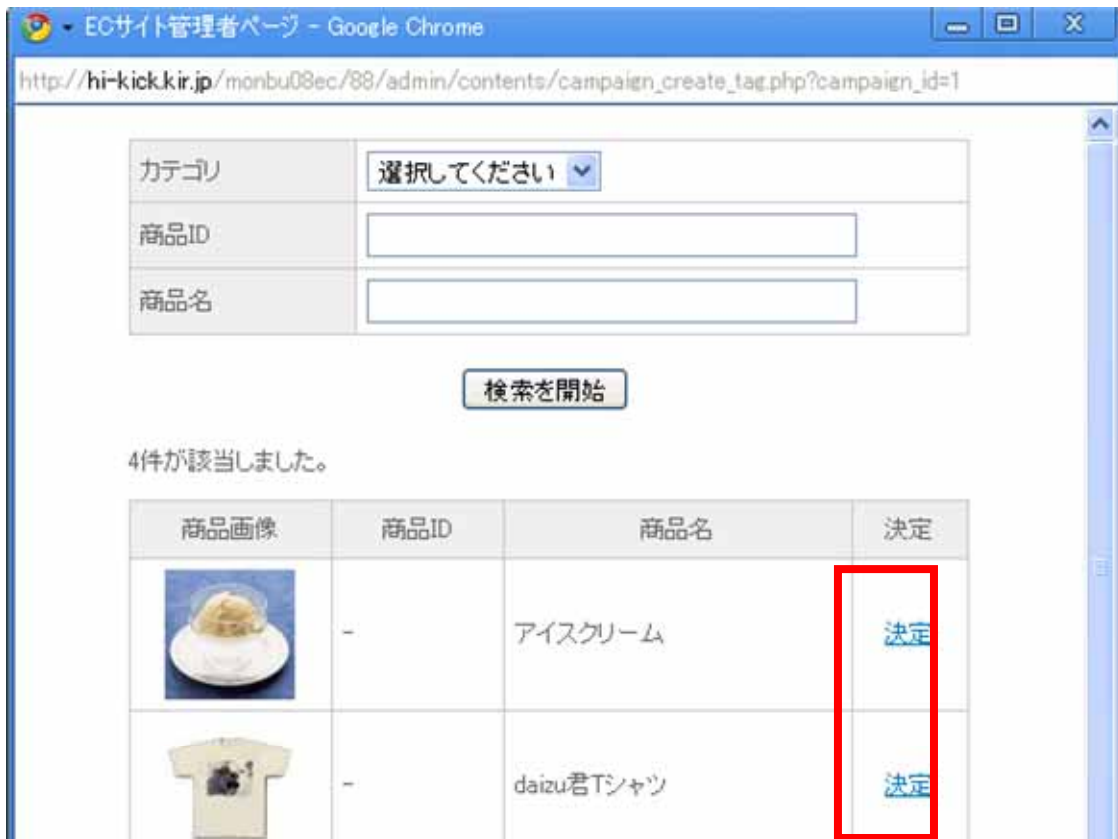 ECサイト管理者ページ - Google Chrome
http://hi-kick.kir.jp/monbu08ec/88/admin/contents/campaign_create_tag.php?campaign_id=1
カテゴリ 選択してください
商品ID
商品名
検索を開始
4件が該当しました。
商品画像 商品ID 商品名 決定
- アイスクリーム 決定
- daizu君Tシャツ 決定